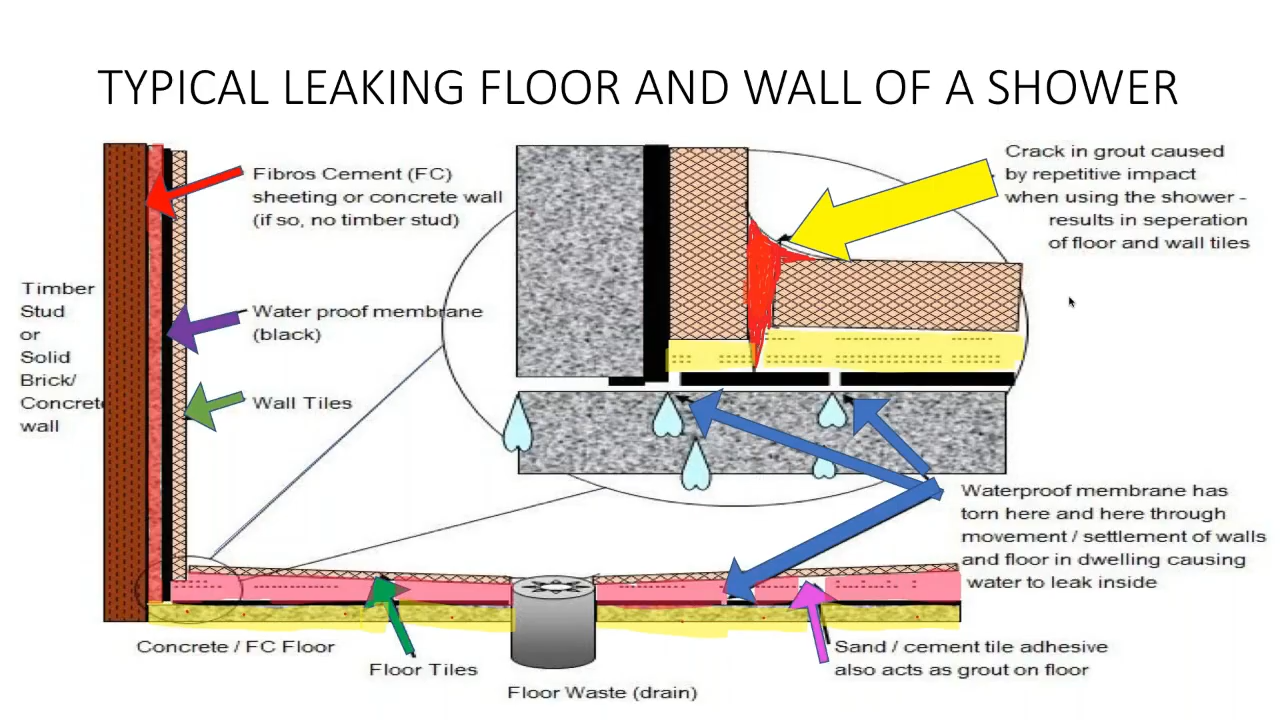 TYPICAL LEAKING FLOOR AND WALL OF A SHOWER
Fibros Cement (FC)
sheeting or concrete wall
(if so, no timber stud)
Crack in grout caused
by repetitive impact
when using the shower -
results in seperation
of floor and wall tiles
Timber
Stud
or
Solid
Brick/
Concrete
wall
Water proof membrane
(black)
Wall Tiles
Waterproof membrane has
torn here and here through
movement / settlement of walls
and floor in dwelling causing
water to leak inside
Concrete / FC Floor
Floor Tiles
Floor Waste (drain)
Sand / cement tile adhesive
also acts as grout on floor